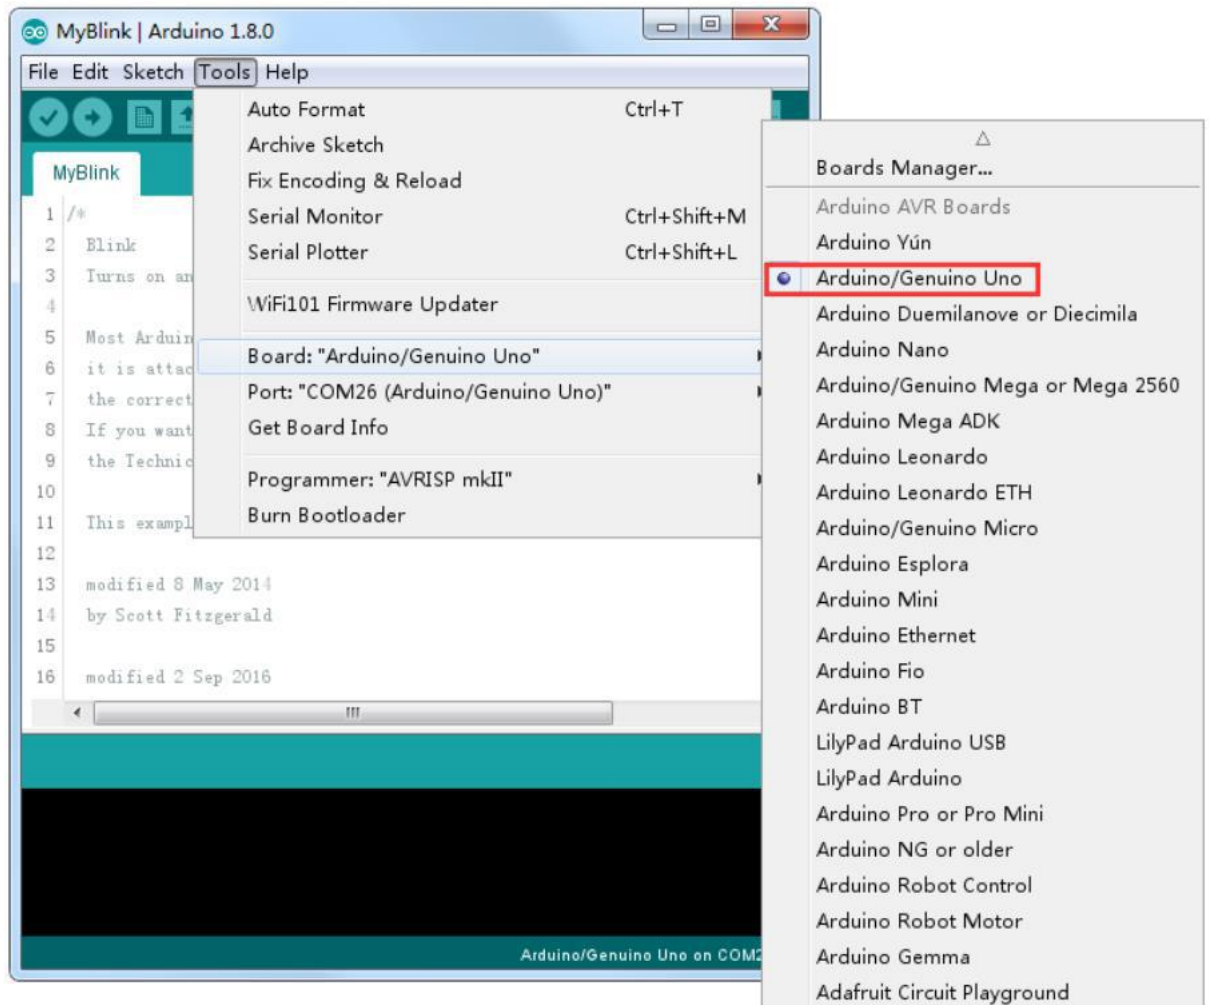 MyBlink | Arduino 1.8.0
File Edit Sketch Tools Help
MyBlink
Auto Format Ctrl+T
Archive Sketch
Fix Encoding & Reload
Serial Monitor Ctrl+Shift+M
Serial Plotter Ctrl+Shift+L
WiFi101 Firmware Updater
Board: "Arduino/Genuino Uno"
Port: "COM26 (Arduino/Genuino Uno)"
Get Board Info
Programmer: "AVRISP mkII"
Burn Bootloader
1 /*
2 Blink
3 Turns on an
4
5 Most Arduin
6 it is attac
7 the correct
8 If you want
9 the Technic
10
11 This exampl
12
13 modified 8 May 2014
14 by Scott Fitzgerald
15
16 modified 2 Sep 2016
Arduino/Genuino Uno on COM2
Boards Manager...
Arduino AVR Boards
Arduino Yún
Arduino/Genuino Uno
Arduino Duemilanove or Diecimila
Arduino Nano
Arduino/Genuino Mega or Mega 2560
Arduino Mega ADK
Arduino Leonardo
Arduino Leonardo ETH
Arduino/Genuino Micro
Arduino Esplora
Arduino Mini
Arduino Ethernet
Arduino Fio
Arduino BT
LilyPad Arduino USB
LilyPad Arduino
Arduino Pro or Pro Mini
Arduino NG or older
Arduino Robot Control
Arduino Robot Motor
Arduino Gemma
Adafruit Circuit Playground